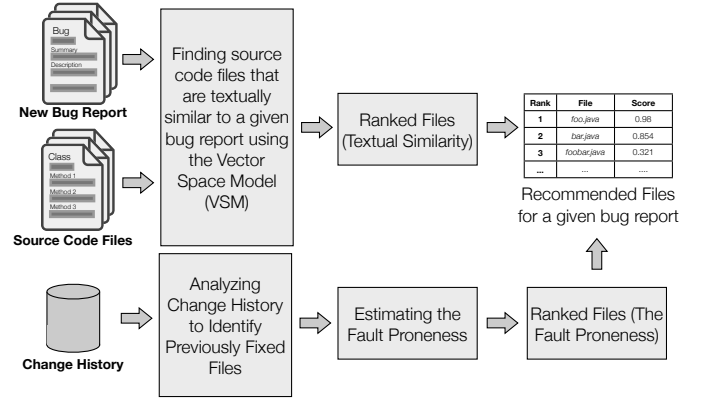 Bug
Summary
Description
New Bug Report
Class
Method 1
Method 2
Method 3
Source Code Files
Finding source
code files that
are textually
similar to a given
bug report using
the Vector
Space Model
(VSM)
Ranked Files
(Textual Similarity)
Rank File Score
1 foo.java 0.98
2 bar.java 0.854
3 foobar.java 0.321
... ... ....
Recommended Files
for a given bug report
Change History
Analyzing
Change History
to Identify
Previously Fixed
Files
Estimating the
Fault Proneness
Ranked Files (The
Fault Proneness)